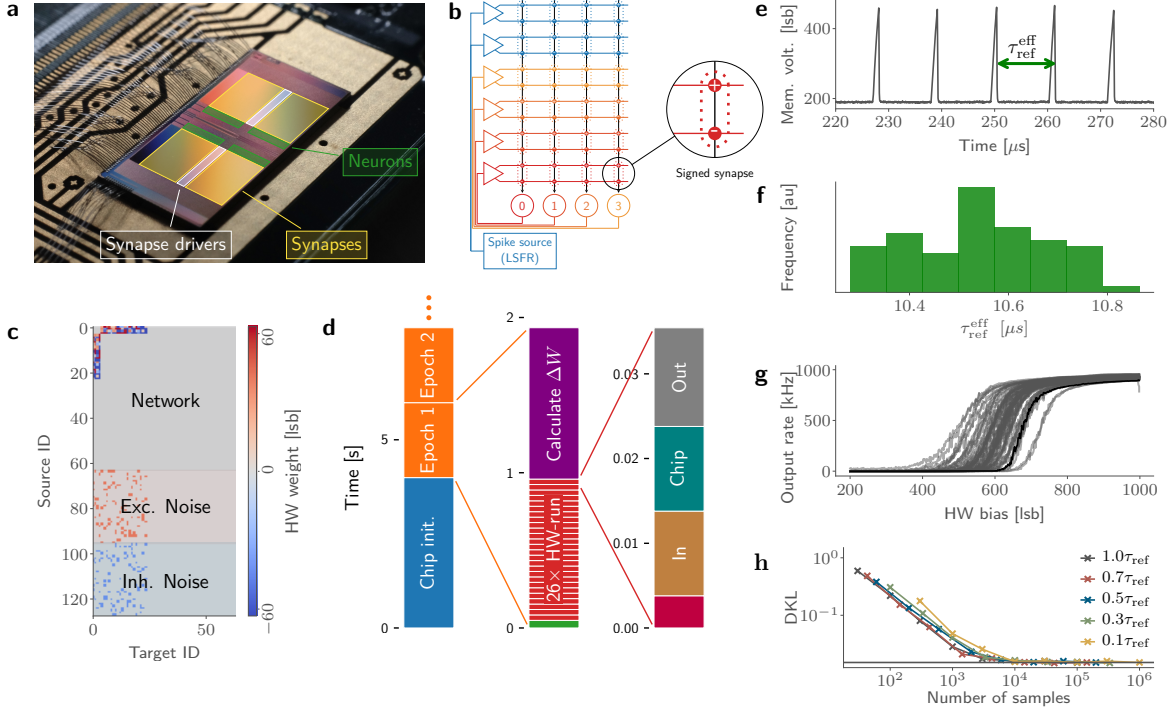 a
Neurons
Synapse drivers
Synapses
b
0
1
2
3
Spike source
(LSFR)
Signed synapse
c
0
20
40
60
80
100
120
Source ID
Network
Exc. Noise
Inh. Noise
0
50
Target ID
60
0
−60
HW weight [lsb]
d
Time [s]
5
0
Epoch 2
Epoch 1
Chip init.
2
1
0
Calculate ΔW
26× HW-run
0.03
0.02
0.01
0.00
Out
Chip
In
e
Mem. volt. [lsb]
400
200
τ_ref^eff
220 230 240 250 260 270 280
Time [μs]
f
Frequency [au]
10.4 10.6 10.8
τ_ref^eff [μs]
g
Output rate [kHz]
1000
500
0
200 400 600 800 1000
HW bias [lsb]
h
DKL
10^0
10^−1
1.0τ_ref
0.7τ_ref
0.5τ_ref
0.3τ_ref
0.1τ_ref
10^2 10^3 10^4 10^5 10^6
Number of samples